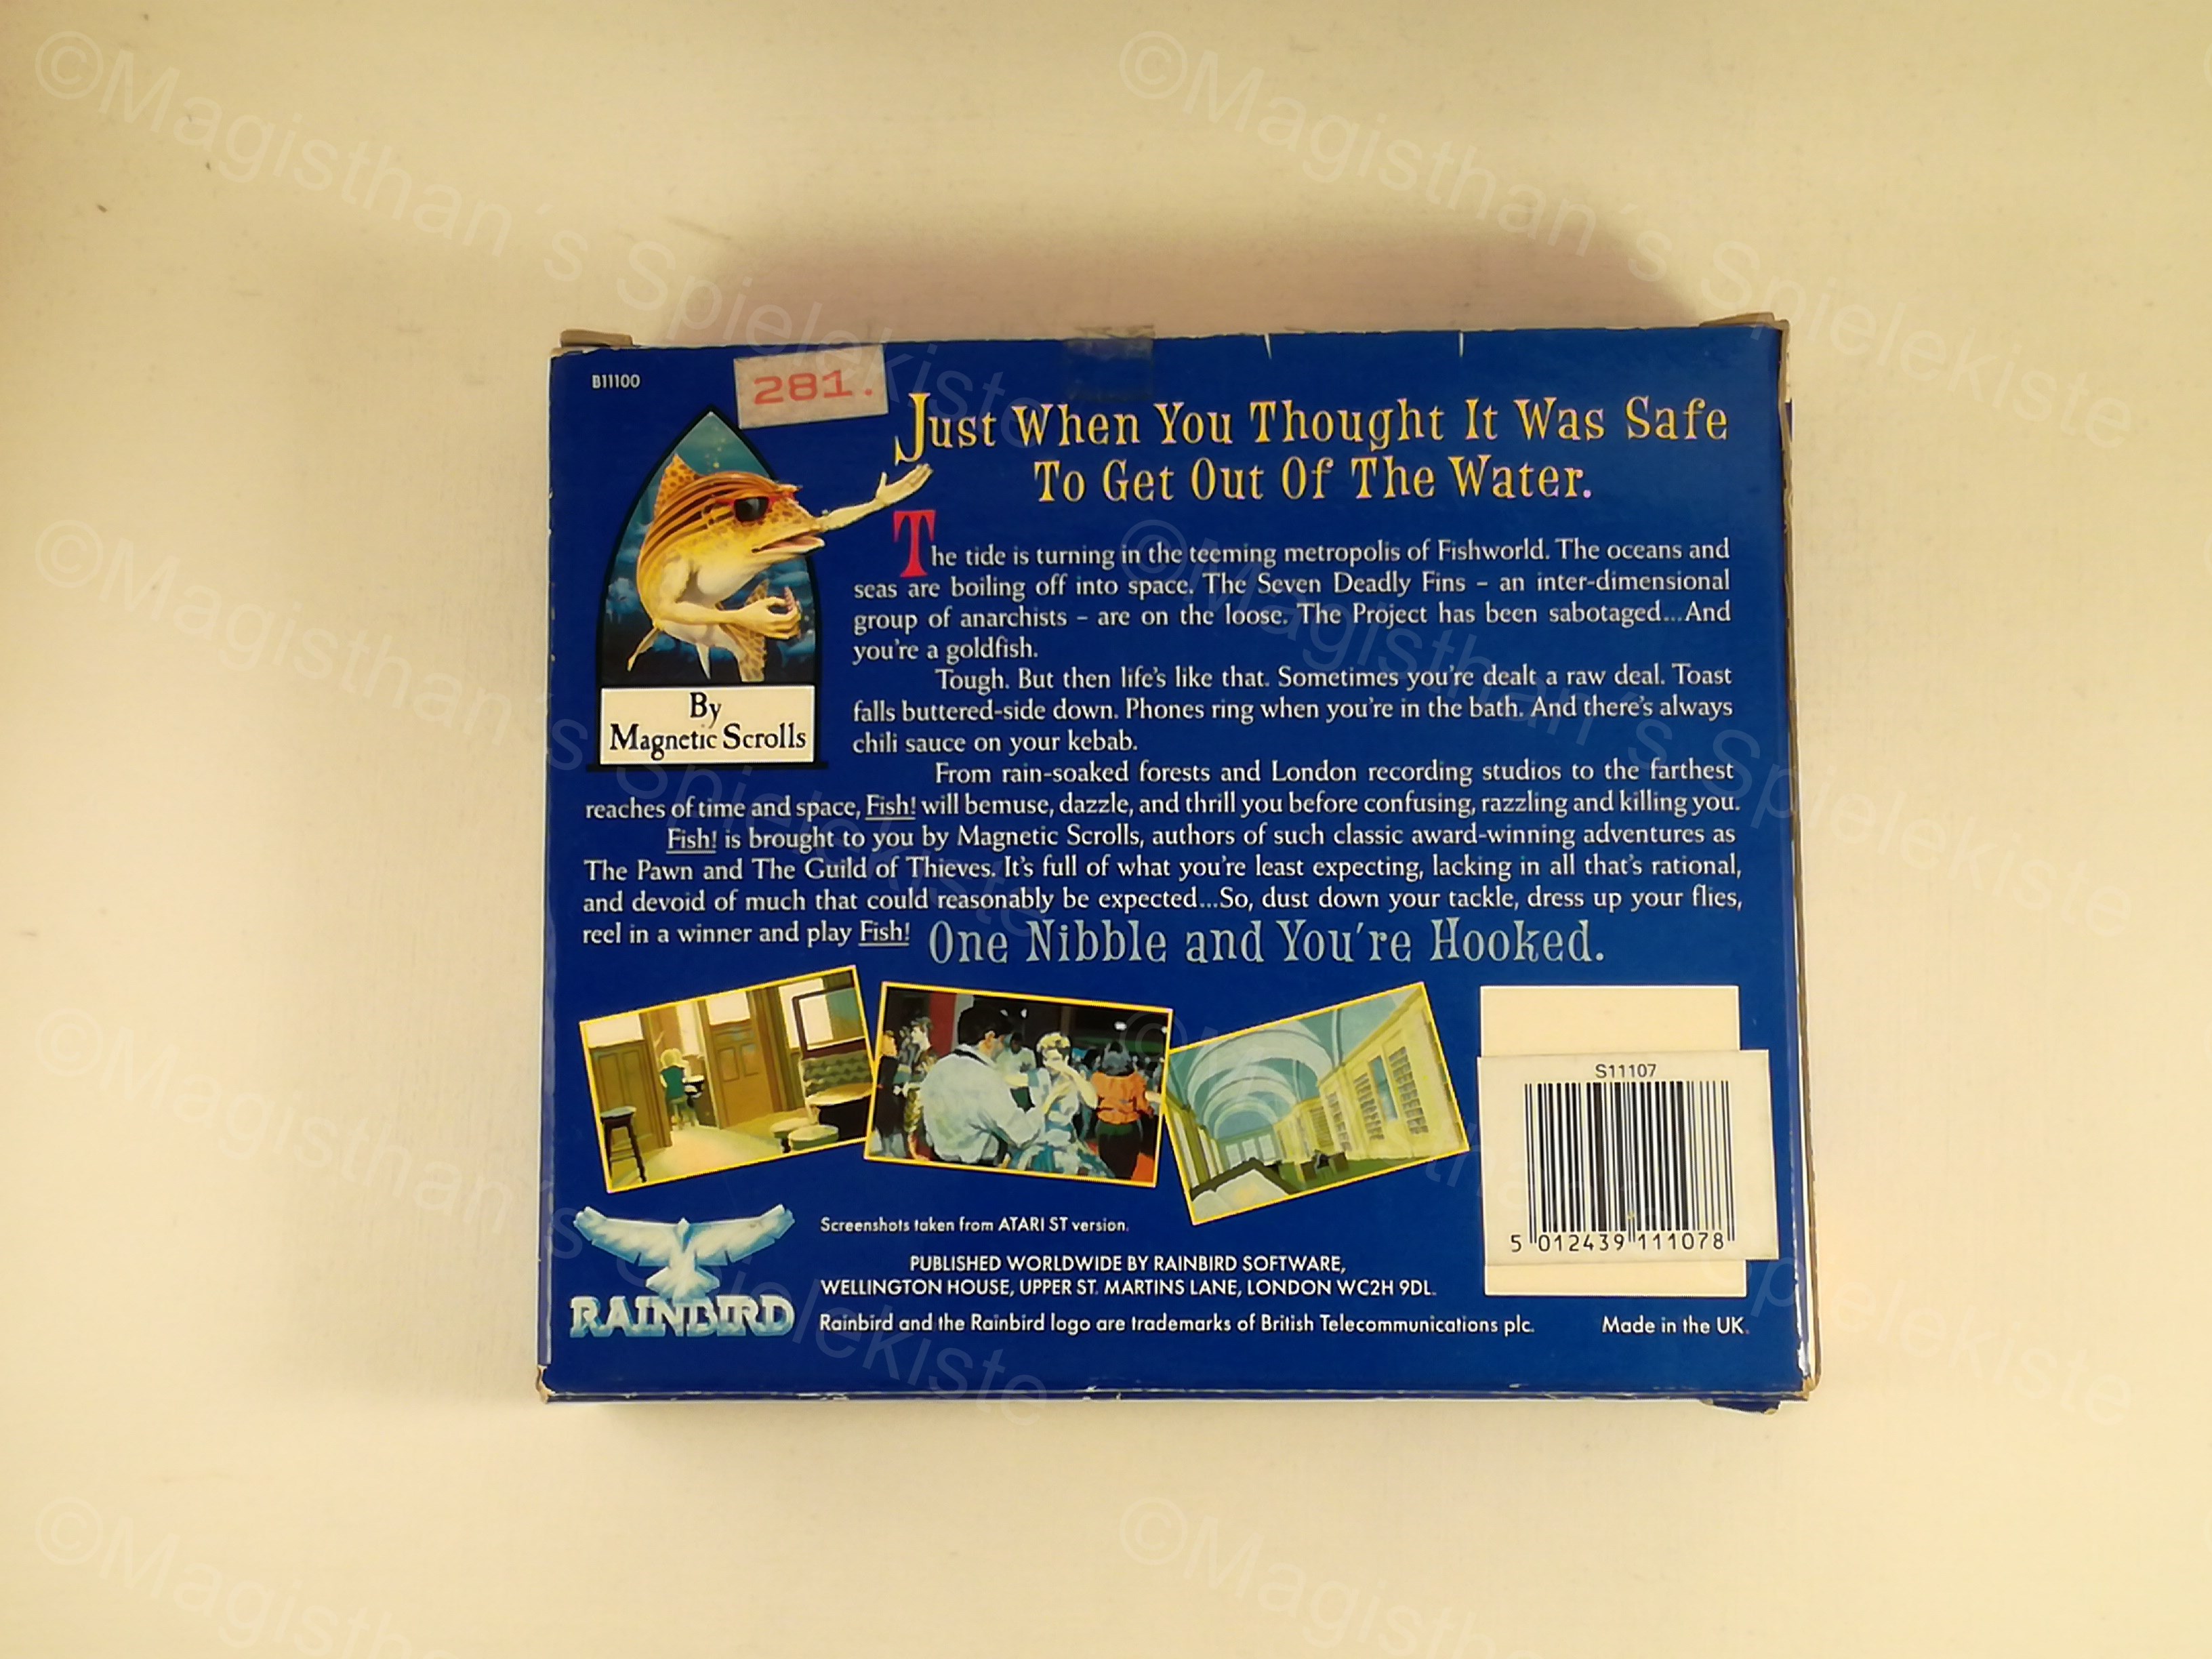 ©Magisthan´s Spielekiste
©Magisthan´s Spielekiste
B11100
281.
Just When You Thought It Was Safe
To Get Out Of The Water.
The tide is turning in the teeming metropolis of Fishworld. The oceans and
seas are boiling off into space. The Seven Deadly Fins – an inter-dimensional
group of anarchists – are on the loose. The Project has been sabotaged...And
you're a goldfish.
Tough. But then life's like that. Sometimes you're dealt a raw deal. Toast
falls buttered-side down. Phones ring when you're in the bath. And there's always
chili sauce on your kebab.
By
Magnetic Scrolls
From rain-soaked forests and London recording studios to the farthest
reaches of time and space, Fish! will bemuse, dazzle, and thrill you before confusing, razzling and killing you.
Fish! is brought to you by Magnetic Scrolls, authors of such classic award-winning adventures as
The Pawn and The Guild of Thieves. It's full of what you're least expecting, lacking in all that's rational,
and devoid of much that could reasonably be expected...So, dust down your tackle, dress up your flies,
reel in a winner and play Fish! One Nibble and You're Hooked.
S11107
5 012439 111078
Screenshots taken from ATARI ST version.
PUBLISHED WORLDWIDE BY RAINBIRD SOFTWARE,
WELLINGTON HOUSE, UPPER ST. MARTINS LANE, LONDON WC2H 9DL.
RAINBIRD
Rainbird and the Rainbird logo are trademarks of British Telecommunications plc.
Made in the UK.
©Magisthan´s Spielekiste
©Magisthan´s Spielekiste
©Magisthan´s Spielekiste
©Magisthan´s Spielekiste